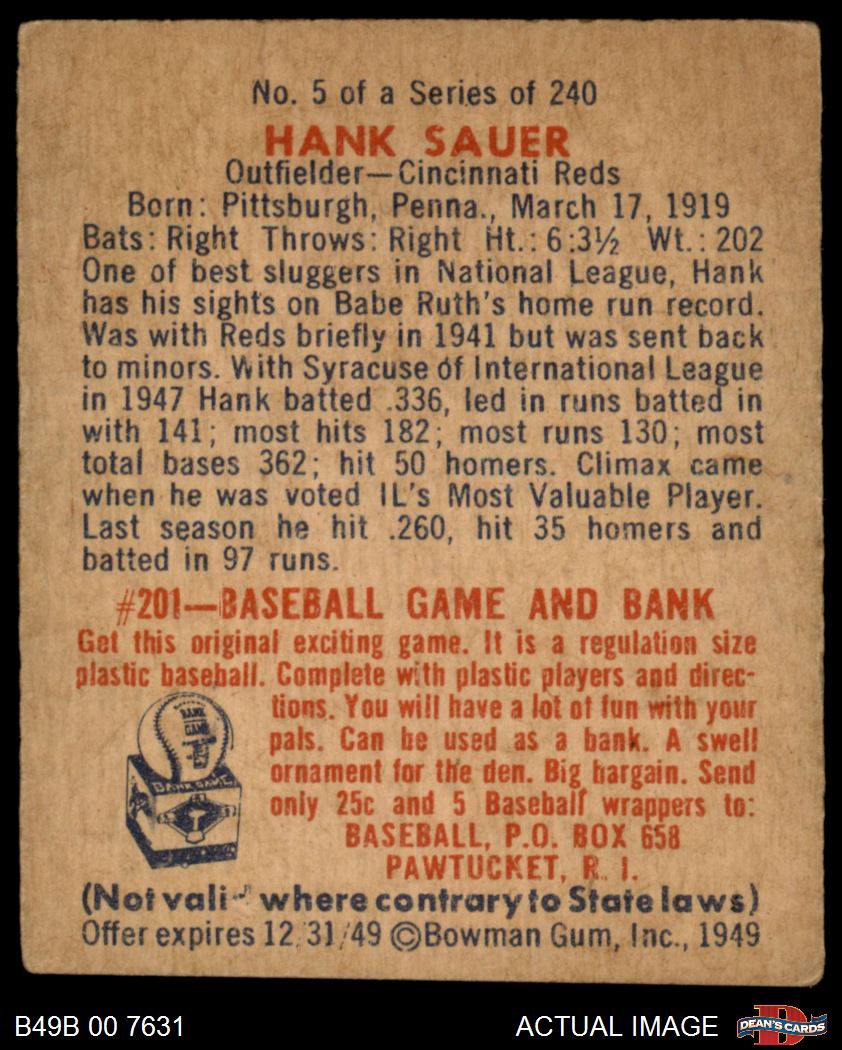 No. 5 of a Series of 240
HANK SAUER
Outfielder—Cincinnati Reds
Born: Pittsburgh, Penna., March 17, 1919
Bats: Right Throws: Right Ht.: 6:3½ Wt.: 202
One of best sluggers in National League, Hank
has his sights on Babe Ruth's home run record.
Was with Reds briefly in 1941 but was sent back
to minors. With Syracuse of International League
in 1947 Hank batted .336, led in runs batted in
with 141; most hits 182; most runs 130; most
total bases 362; hit 50 homers. Climax came
when he was voted IL's Most Valuable Player.
Last season he hit .260, hit 35 homers and
batted in 97 runs.
#201—BASEBALL GAME AND BANK
Get this original exciting game. It is a regulation size
plastic baseball. Complete with plastic players and direc-
tions. You will have a lot of fun with your
pals. Can be used as a bank. A swell
ornament for the den. Big bargain. Send
only 25c and 5 Baseball wrappers to:
BASEBALL, P.O. BOX 658
PAWTUCKET, R. I.
BANK
GAME
BANK GAME
(Not vali where contrary to State laws)
Offer expires 12/31/49 ©Bowman Gum, Inc., 1949
B49B 00 7631
ACTUAL IMAGE
D
DEAN'S CARDS